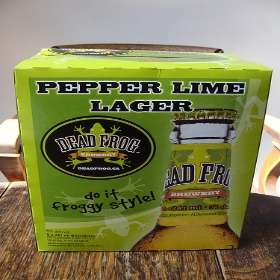 PEPPER LIME
LAGER
DEAD FROG
BREWERY
DEADFROG.CA
do it
froggy style!
DEAD FROG
BREWERY